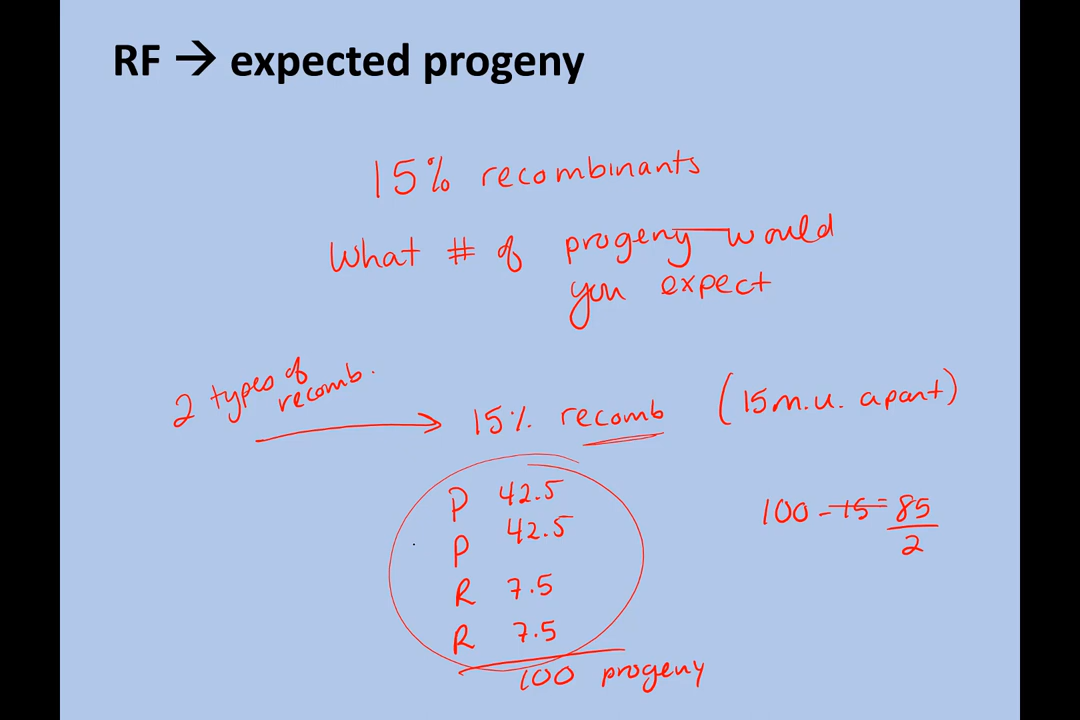 RF → expected progeny
15% recombinants
What # of progeny would
you expect
2 types of
recomb.
15% recomb (15 m.u. apart)
P 42.5
P 42.5
R 7.5
R 7.5
100 progeny
100 - 15 = 85
2